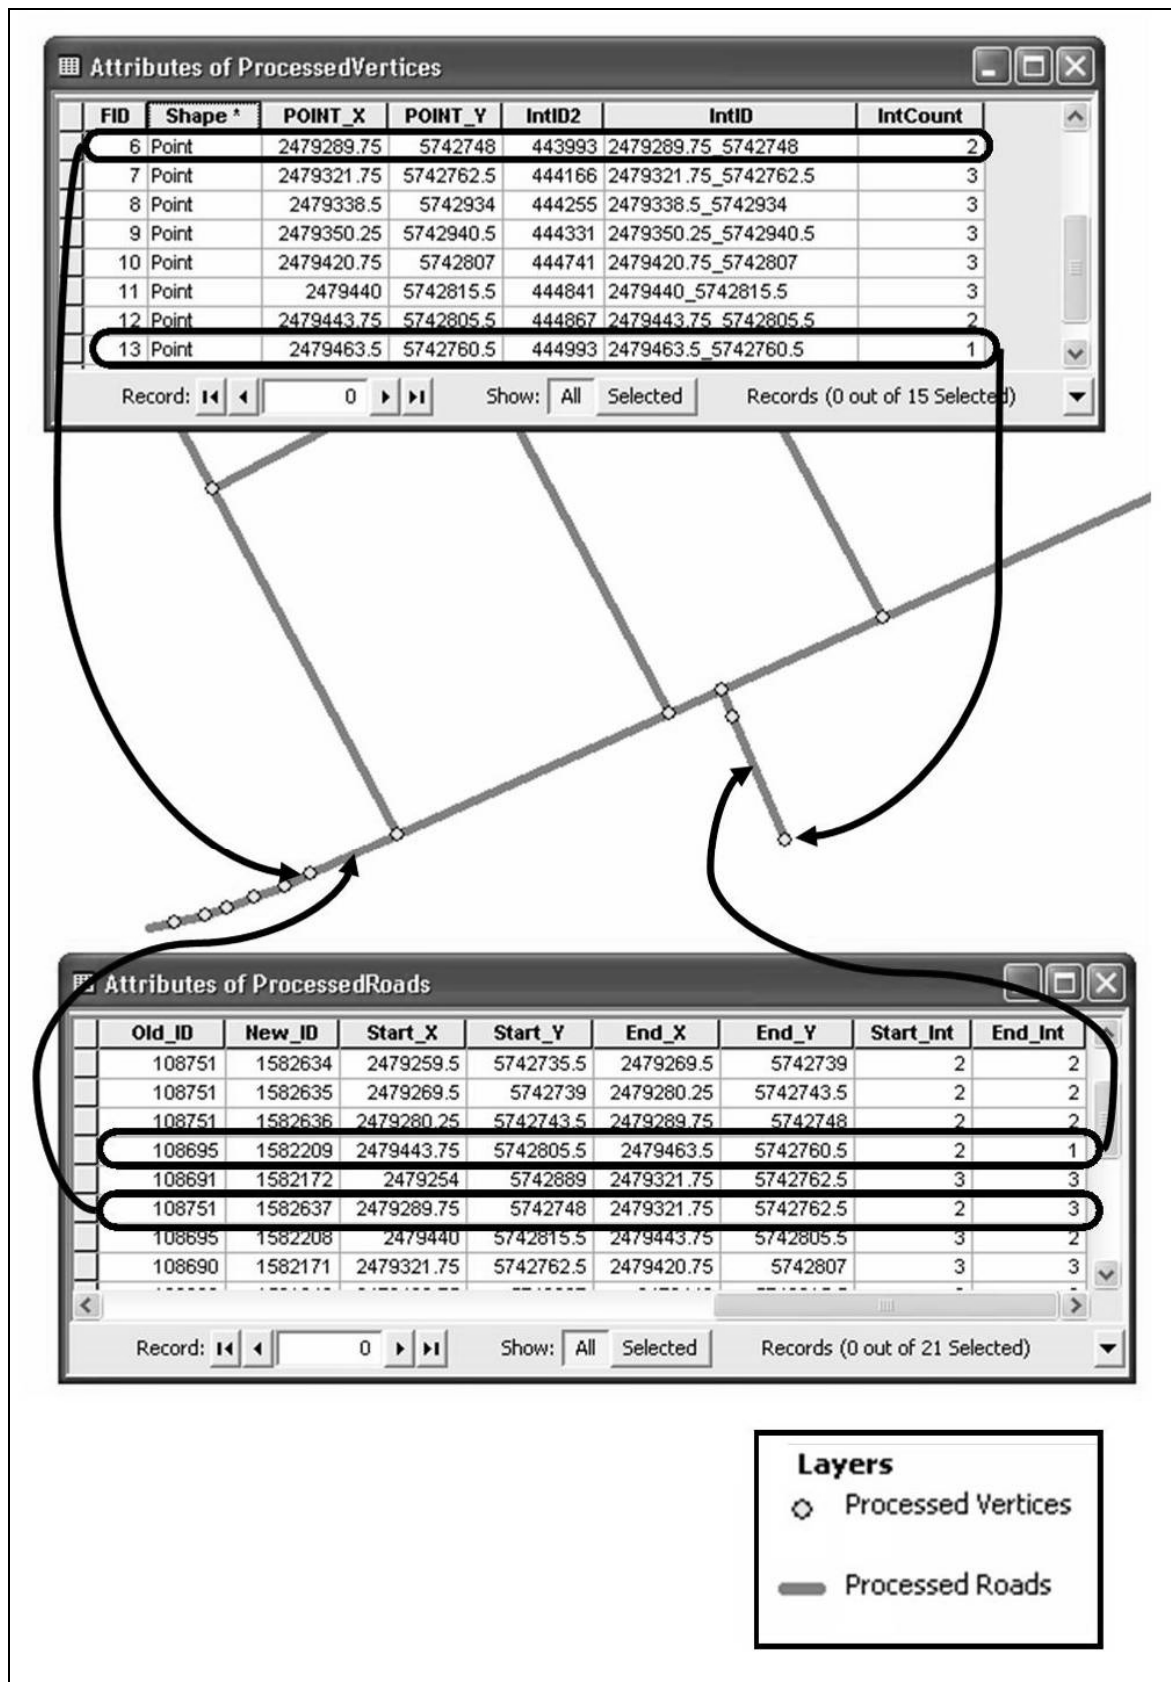 Attributes of ProcessedVertices
FID Shape * POINT_X POINT_Y IntID2 IntID IntCount
6 Point 2479289.75 5742748 443993 2479289.75_5742748 2
7 Point 2479321.75 5742762.5 444166 2479321.75_5742762.5 3
8 Point 2479338.5 5742934 444255 2479338.5_5742934 3
9 Point 2479350.25 5742940.5 444331 2479350.25_5742940.5 3
10 Point 2479420.75 5742807 444741 2479420.75_5742807 3
11 Point 2479440 5742815.5 444841 2479440_5742815.5 3
12 Point 2479443.75 5742805.5 444867 2479443.75_5742805.5 2
13 Point 2479463.5 5742760.5 444993 2479463.5_5742760.5 1
Record: 0 Show: All Selected Records (0 out of 15 Selected)
Attributes of ProcessedRoads
Old_ID New_ID Start_X Start_Y End_X End_Y Start_Int End_Int
108751 1582634 2479259.5 5742735.5 2479269.5 5742739 2 2
108751 1582635 2479269.5 5742739 2479280.25 5742743.5 2 2
108751 1582636 2479280.25 5742743.5 2479289.75 5742748 2 2
108695 1582209 2479443.75 5742805.5 2479463.5 5742760.5 2 1
108691 1582172 2479254 5742889 2479321.75 5742762.5 3 3
108751 1582637 2479289.75 5742748 2479321.75 5742762.5 2 3
108695 1582208 2479440 5742815.5 2479443.75 5742805.5 3 2
108690 1582171 2479321.75 5742762.5 2479420.75 5742807 3 3
Record: 0 Show: All Selected Records (0 out of 21 Selected)
Layers
Processed Vertices
Processed Roads